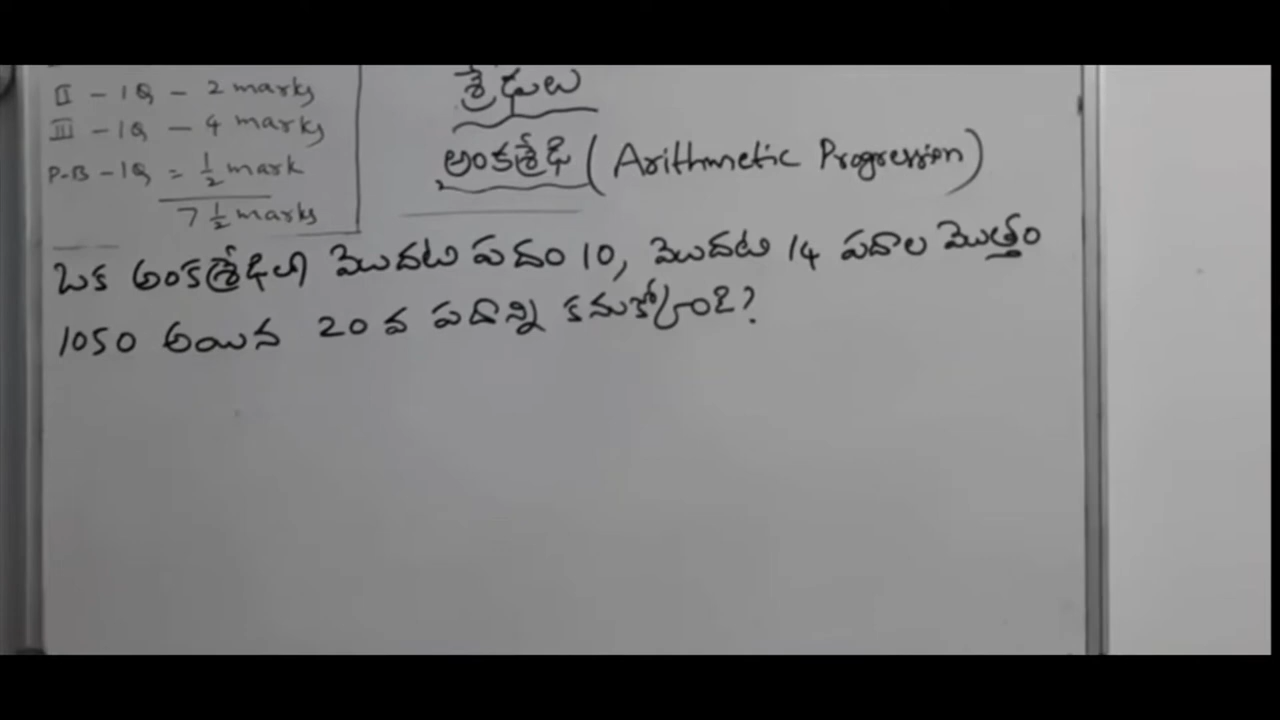 II - 1Q - 2 marks
III - 1Q - 4 marks
P-B - 1Q = 1/2 mark
7 1/2 marks
శ్రేఢులు
అంకశ్రేఢి (Arithmetic Progression)
ఒక అంకశ్రేఢిలో మొదటి పదం 10, మొదటి 14 పదాల మొత్తం
1050 అయిన 20 వ పదాన్ని కనుక్కోండి?